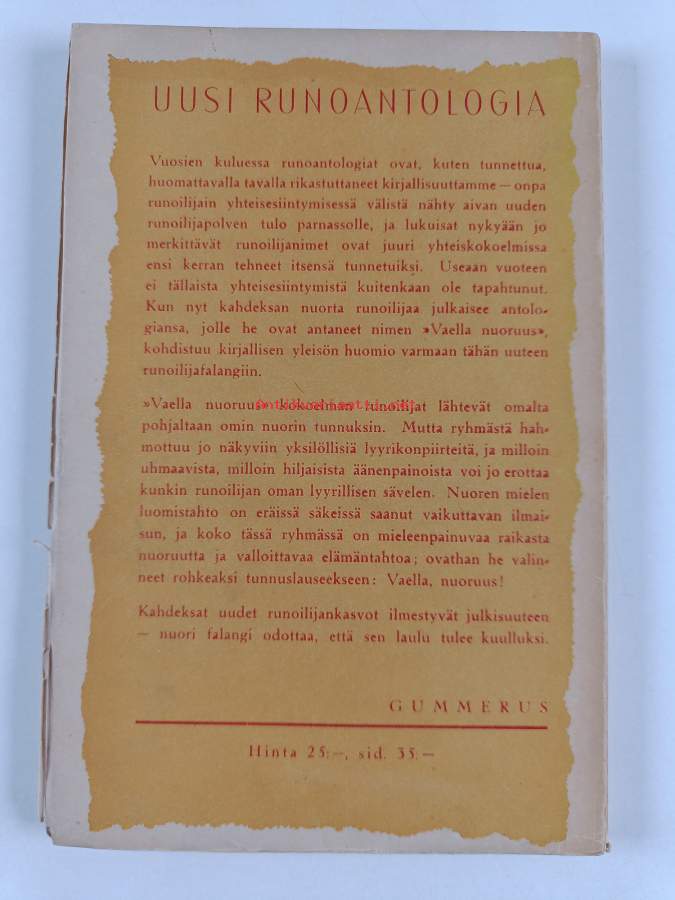 UUSI RUNOANTOLOGIA
Vuosien kuluessa runoantologiat ovat, kuten tunnettua,
huomattavalla tavalla rikastuttaneet kirjallisuuttamme — onpa
runoilijain yhteisesiintymisessä välistä nähty aivan uuden
runoilijapolven tulo parnassolle, ja lukuisat nykyään jo
merkittävät runoilijanimet ovat juuri yhteiskokoelmissa
ensi kerran tehneet itsensä tunnetuiksi. Useaan vuoteen
ei tällaista yhteisesiintymistä kuitenkaan ole tapahtunut.
Kun nyt kahdeksan nuorta runoilijaa julkaisee antolo-
giansa, jolle he ovat antaneet nimen »Vaella nuoruus»,
kohdistuu kirjallisen yleisön huomio varmaan tähän uuteen
runoilijafalangiin.
»Vaella nuoruus» kokoelman runoilijat lähtevät omalta
pohjaltaan omin nuorin tunnuksin. Mutta ryhmästä hah-
mottuu jo näkyviin yksilöllisiä lyyrikonpiirteitä, ja milloin
uhmaavista, milloin hiljaisista äänenpainoista voi jo erottaa
kunkin runoilijan oman lyyrillisen sävelen. Nuoren mielen
luomistahto on eräissä säkeissä saanut vaikuttavan ilmai-
sun, ja koko tässä ryhmässä on mieleenpainuvaa raikasta
nuoruutta ja valloittavaa elämäntahtoa; ovathan he valin-
neet rohkeaksi tunnuslauseekseen: Vaella, nuoruus!
Kahdeksat uudet runoilijankasvot ilmestyvät julkisuuteen
— nuori falangi odottaa, että sen laulu tulee kuulluksi.
GUMMERUS
Hinta 25:—, sid. 35:—